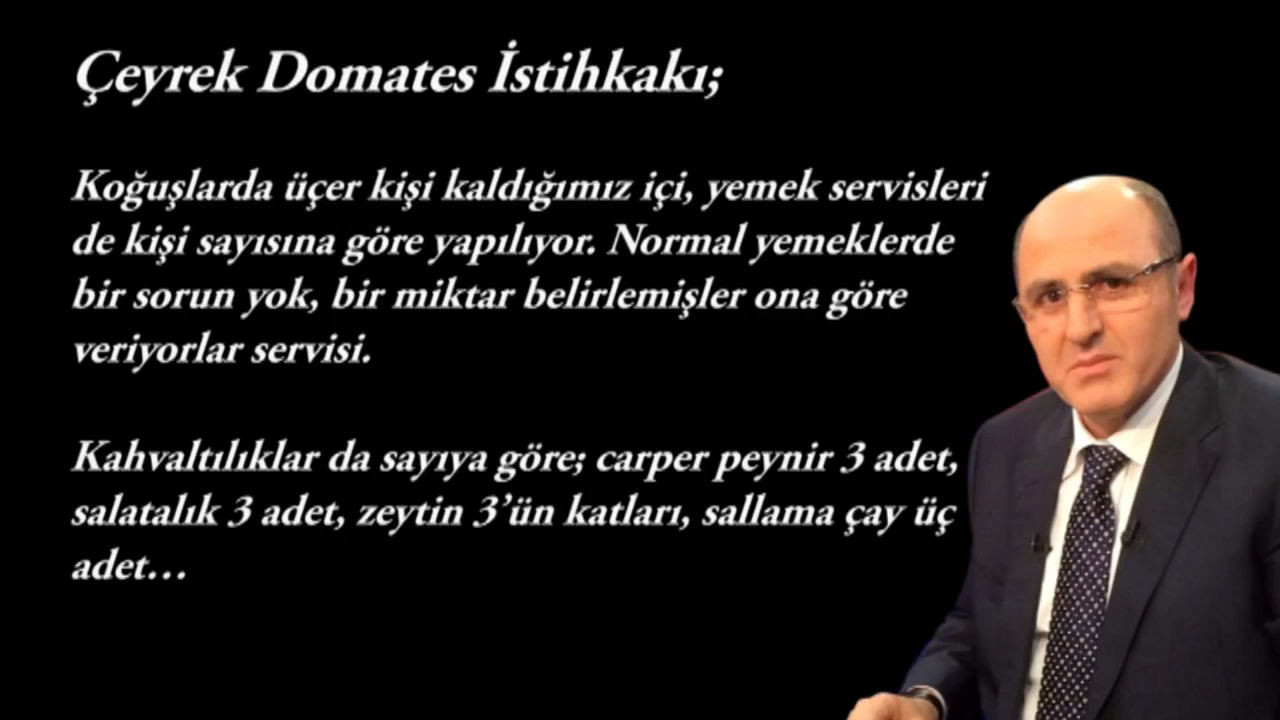 Çeyrek Domates İstihkakı;
Koğuşlarda üçer kişi kaldığımız içi, yemek servisleri
de kişi sayısına göre yapılıyor. Normal yemeklerde
bir sorun yok, bir miktar belirlemişler ona göre
veriyorlar servisi.
Kahvaltılıklar da sayıya göre; carper peynir 3 adet,
salatalık 3 adet, zeytin 3’ün katları, sallama çay üç
adet…